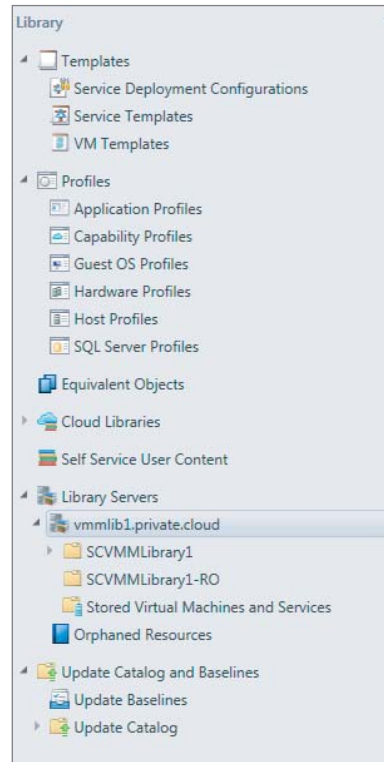 Library
Templates
Service Deployment Configurations
Service Templates
VM Templates
Profiles
Application Profiles
Capability Profiles
Guest OS Profiles
Hardware Profiles
Host Profiles
SQL Server Profiles
Equivalent Objects
Cloud Libraries
Self Service User Content
Library Servers
vmmlib1.private.cloud
SCVMMLibrary1
SCVMMLibrary1-RO
Stored Virtual Machines and Services
Orphaned Resources
Update Catalog and Baselines
Update Baselines
Update Catalog